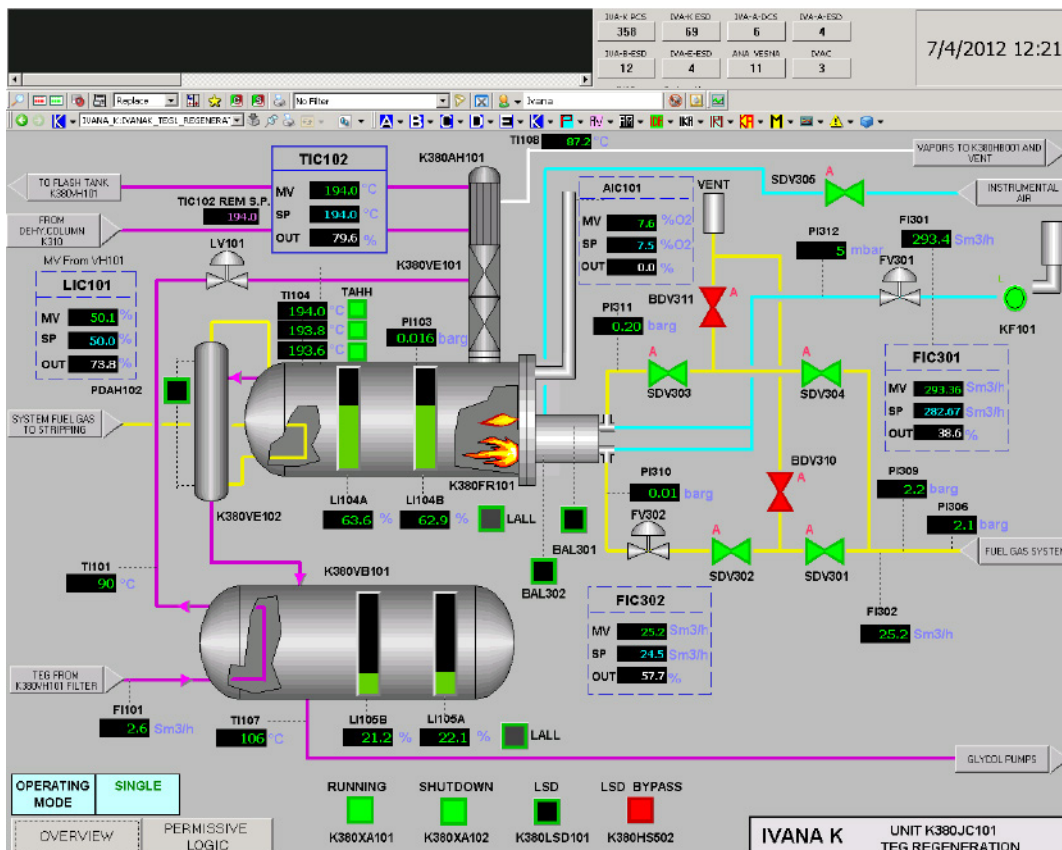 IVA-K PCS IVA-K ESD IVA-A-DCS IVA-A-ESD
358 69 6 4
IVA-B-ESD IVA-E-ESD ANA VESNA IVAC
12 4 11 3
7/4/2012 12:21
Replace No Filter Ivana
K IVANA_K:IVANAK_TEG1_REGENERAT A B C D E K P M
TI108 87.2 °C
VAPORS TO K380HB001 AND VENT
TO FLASH TANK K380VH101
TIC102
MV 194.0 °C
SP 194.0 °C
OUT 79.6 %
K380AH101
TIC102 REM S.P.
194.0
FROM DEHY.COLUMN K310
LV101
K380VE101
AIC101
MV 7.6 %O2
SP 7.5 %O2
OUT 0.0 %
VENT
SDV305 A
INSTRUMENTAL AIR
FI301
293.4 Sm3/h
PI312
5 mbar
FV301
L
KF101
MV From VH101
LIC101
MV 50.1 %
SP 50.0 %
OUT 73.8 %
TI104 TAHH
194.0 °C
193.8 °C
193.6 °C
PI103
0.016 barg
BDV311 A
PI311
0.20 barg
A SDV303
A SDV304
FIC301
MV 293.36 Sm3/h
SP 282.67 Sm3/h
OUT 38.6 %
PDAH102
SYSTEM FUEL GAS TO STRIPPING
K380VE102
LI104A LI104B
63.6 % 62.9 %
LALL
K380FR101
BAL301
BAL302
PI310
0.01 barg
FV302
BDV310 A
A SDV302
A SDV301
PI309
2.2 barg
PI306
2.1 barg
FUEL GAS SYSTEM
FI302
25.2 Sm3/h
TI101
90 °C
K380VB101
FIC302
MV 25.2 Sm3/h
SP 24.5 Sm3/h
OUT 57.7 %
TEG FROM K380VH101 FILTER
FI101
2.6 Sm3/h
TI107
106 °C
LI105B LI105A
21.2 % 22.1 %
LALL
GLYCOL PUMPS
OPERATING MODE SINGLE
OVERVIEW PERMISSIVE LOGIC
RUNNING SHUTDOWN LSD LSD BYPASS
K380XA101 K380XA102 K380LSD101 K380HS502
IVANA K UNIT K380JC101
TEG REGENERATION